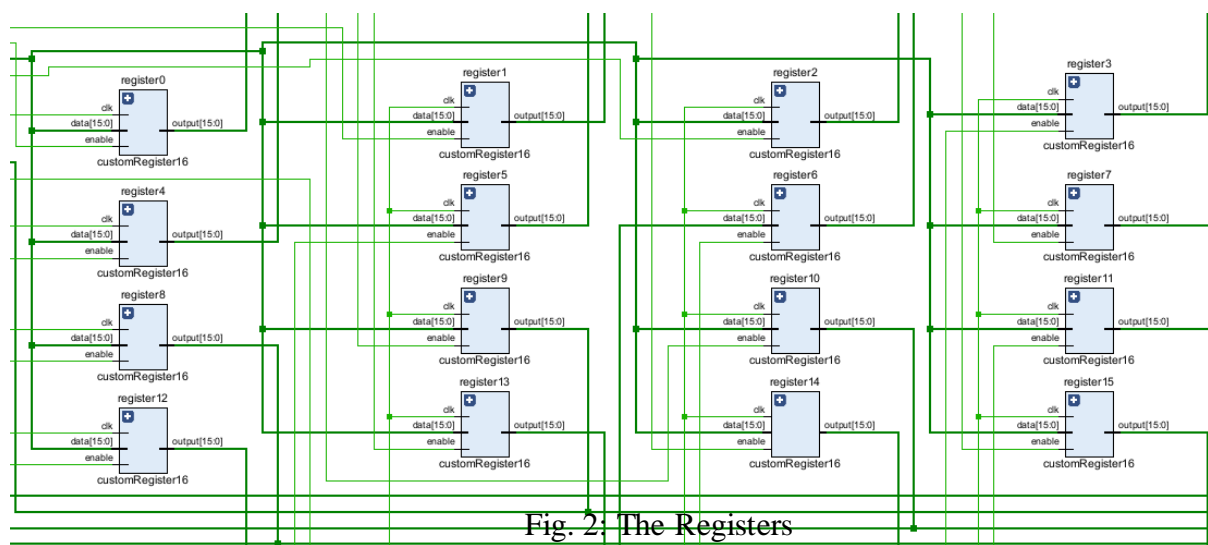 register0
clk
data[15:0]
output[15:0]
enable
customRegister16
register1
clk
data[15:0]
output[15:0]
enable
customRegister16
register2
clk
data[15:0]
output[15:0]
enable
customRegister16
register3
clk
data[15:0]
output[15:0]
enable
customRegister16
register4
clk
data[15:0]
output[15:0]
enable
customRegister16
register5
clk
data[15:0]
output[15:0]
enable
customRegister16
register6
clk
data[15:0]
output[15:0]
enable
customRegister16
register7
clk
data[15:0]
output[15:0]
enable
customRegister16
register8
clk
data[15:0]
output[15:0]
enable
customRegister16
register9
clk
data[15:0]
output[15:0]
enable
customRegister16
register10
clk
data[15:0]
output[15:0]
enable
customRegister16
register11
clk
data[15:0]
output[15:0]
enable
customRegister16
register12
clk
data[15:0]
output[15:0]
enable
customRegister16
register13
clk
data[15:0]
output[15:0]
enable
customRegister16
register14
clk
data[15:0]
output[15:0]
enable
customRegister16
register15
clk
data[15:0]
output[15:0]
enable
customRegister16
Fig. 2: The Registers